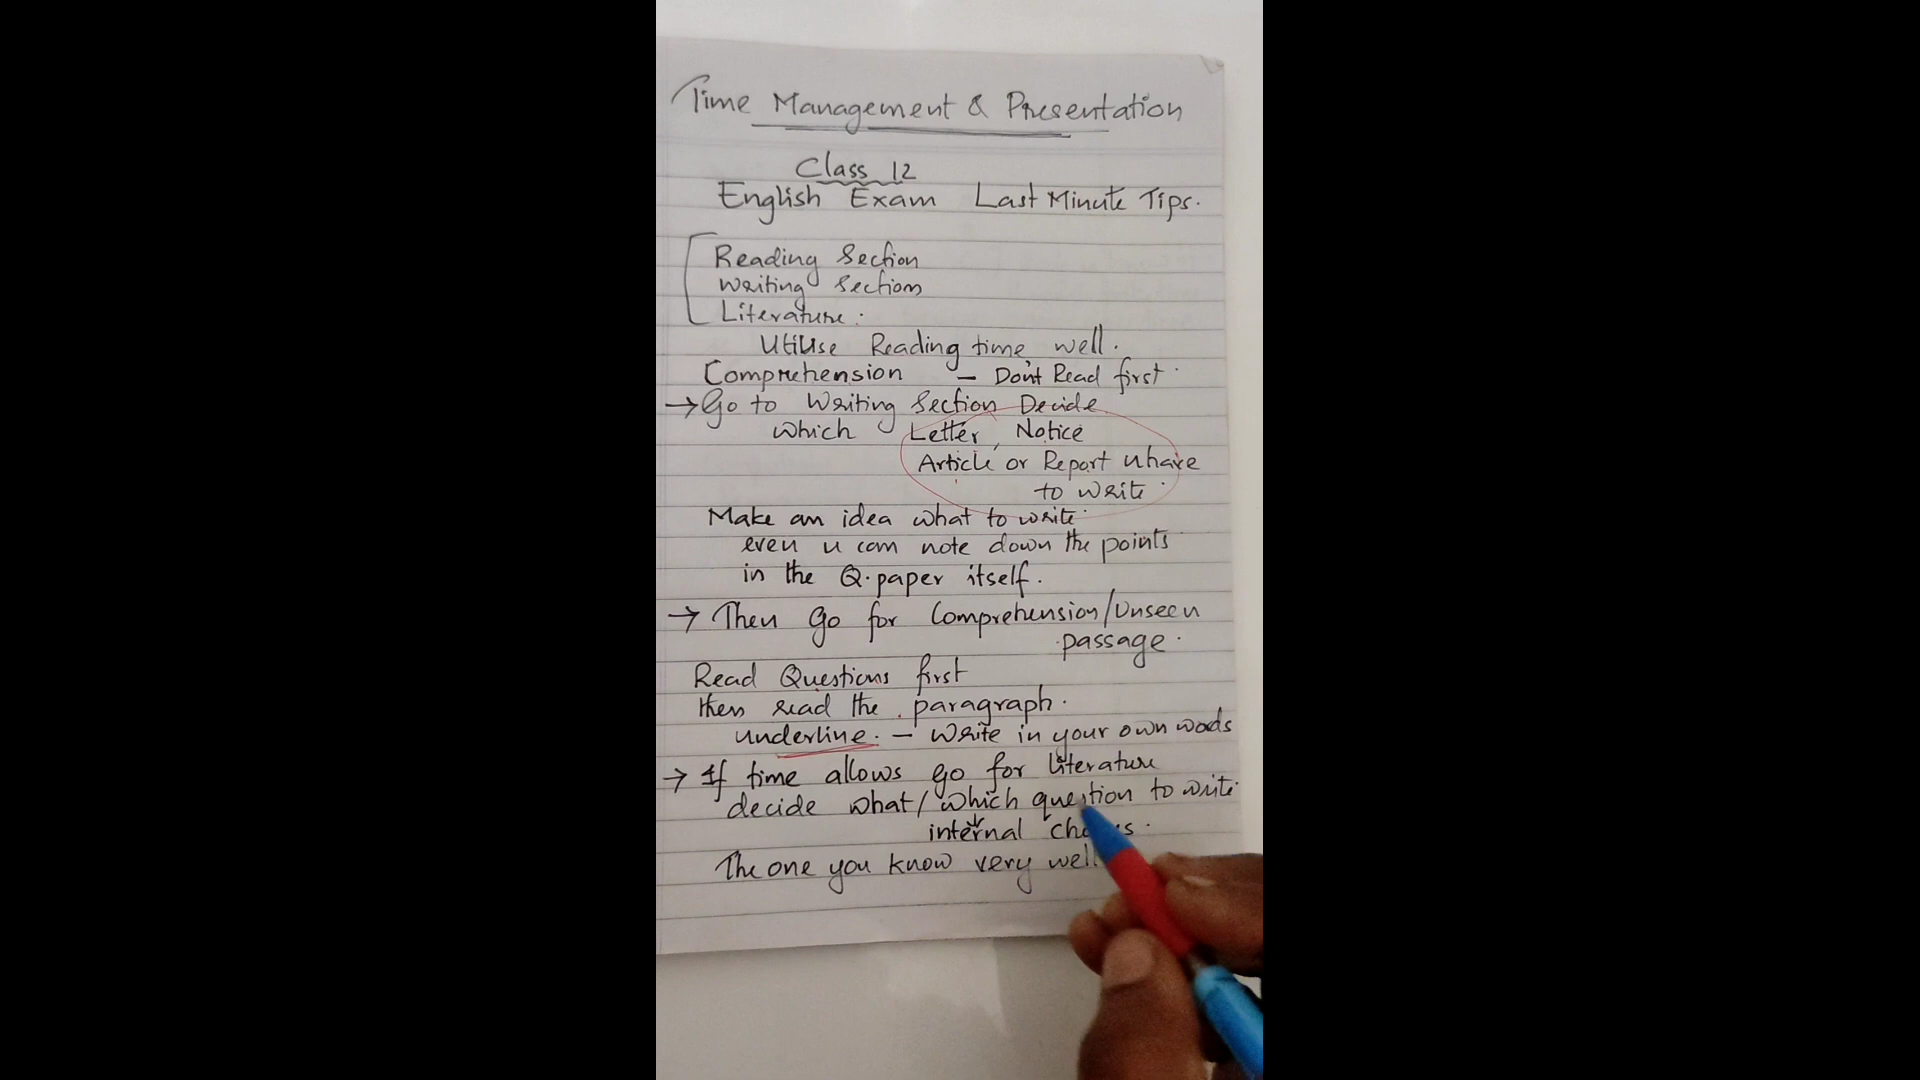 Time Management & Presentation
Class 12
English Exam Last Minute Tips.
Reading Section
Writing Section
Literature:
Utilise Reading time well.
Comprehension - Don't Read first.
→ Go to Writing Section Decide
which Letter, Notice
Article or Report u have
to write.
Make an idea what to write.
even u can note down the points
in the Q.paper itself.
→ Then go for Comprehension/Unseen
passage.
Read Questions first
then read the paragraph.
underline. - Write in your own wods
→ If time allows go for literature
decide what/which question to write.
internal
The one you know very well